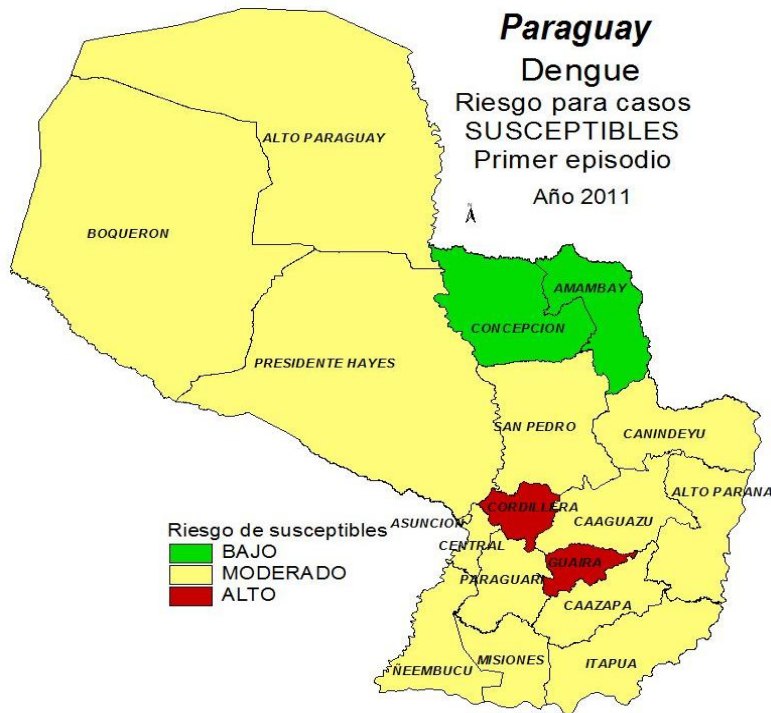 Paraguay
Dengue
Riesgo para casos
SUSCEPTIBLES
Primer episodio
Año 2011
N
ALTO PARAGUAY
BOQUERON
AMAMBAY
CONCEPCION
PRESIDENTE HAYES
SAN PEDRO
CANINDEYU
ALTO PARANA
CORDILLERA
ASUNCION
CAAGUAZU
CENTRAL
GUAIRA
PARAGUARI
CAAZAPA
ÑEEMBUCU
MISIONES
ITAPUA
Riesgo de susceptibles
BAJO
MODERADO
ALTO